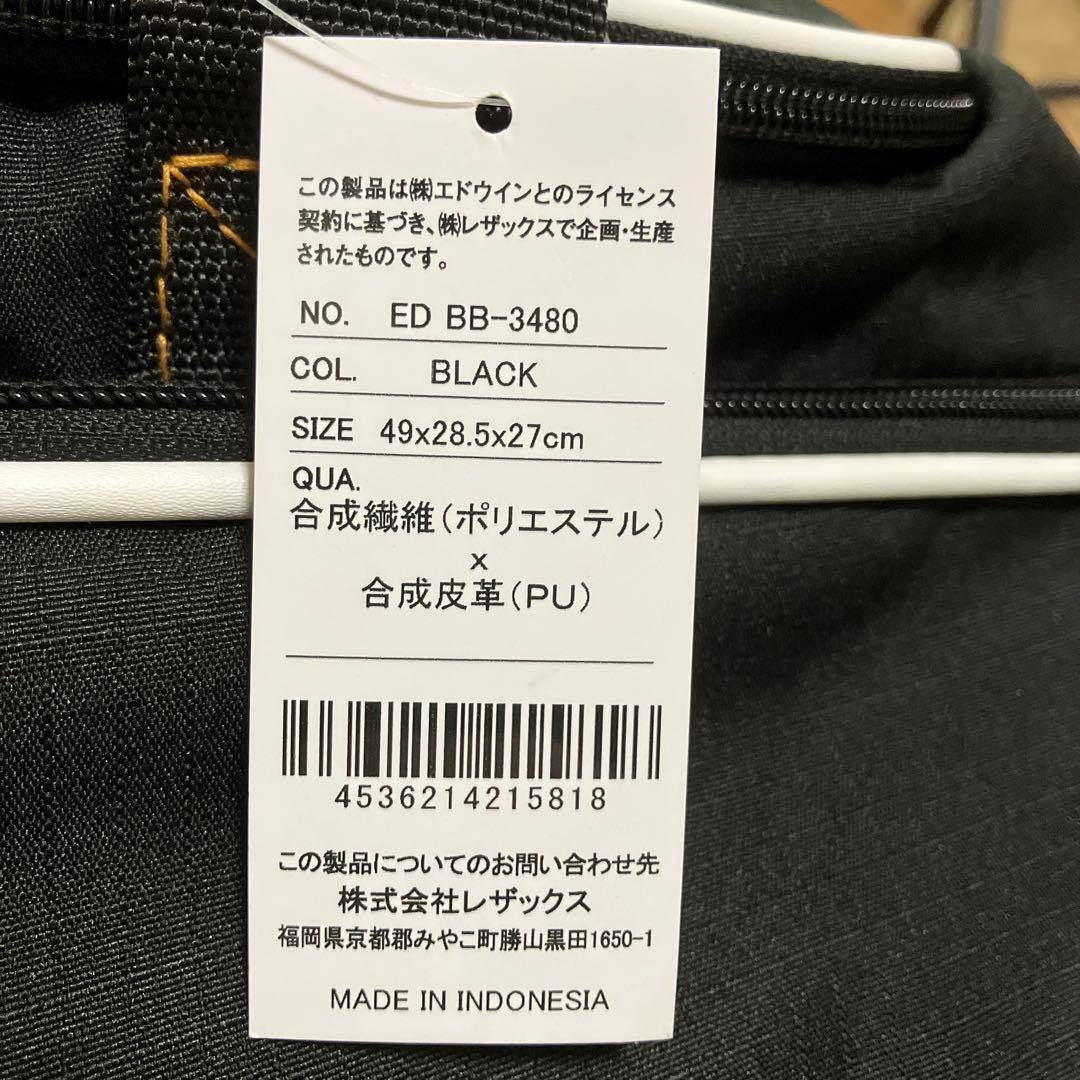 この製品は㈱エドウインとのライセンス
契約に基づき、㈱レザックスで企画・生産
されたものです。
NO. ED BB-3480
COL. BLACK
SIZE 49x28.5x27cm
QUA.
合成繊維(ポリエステル)
x
合成皮革(PU)
4536214215818
この製品についてのお問い合わせ先
株式会社レザックス
福岡県京都郡みやこ町勝山黒田1650-1
MADE IN INDONESIA